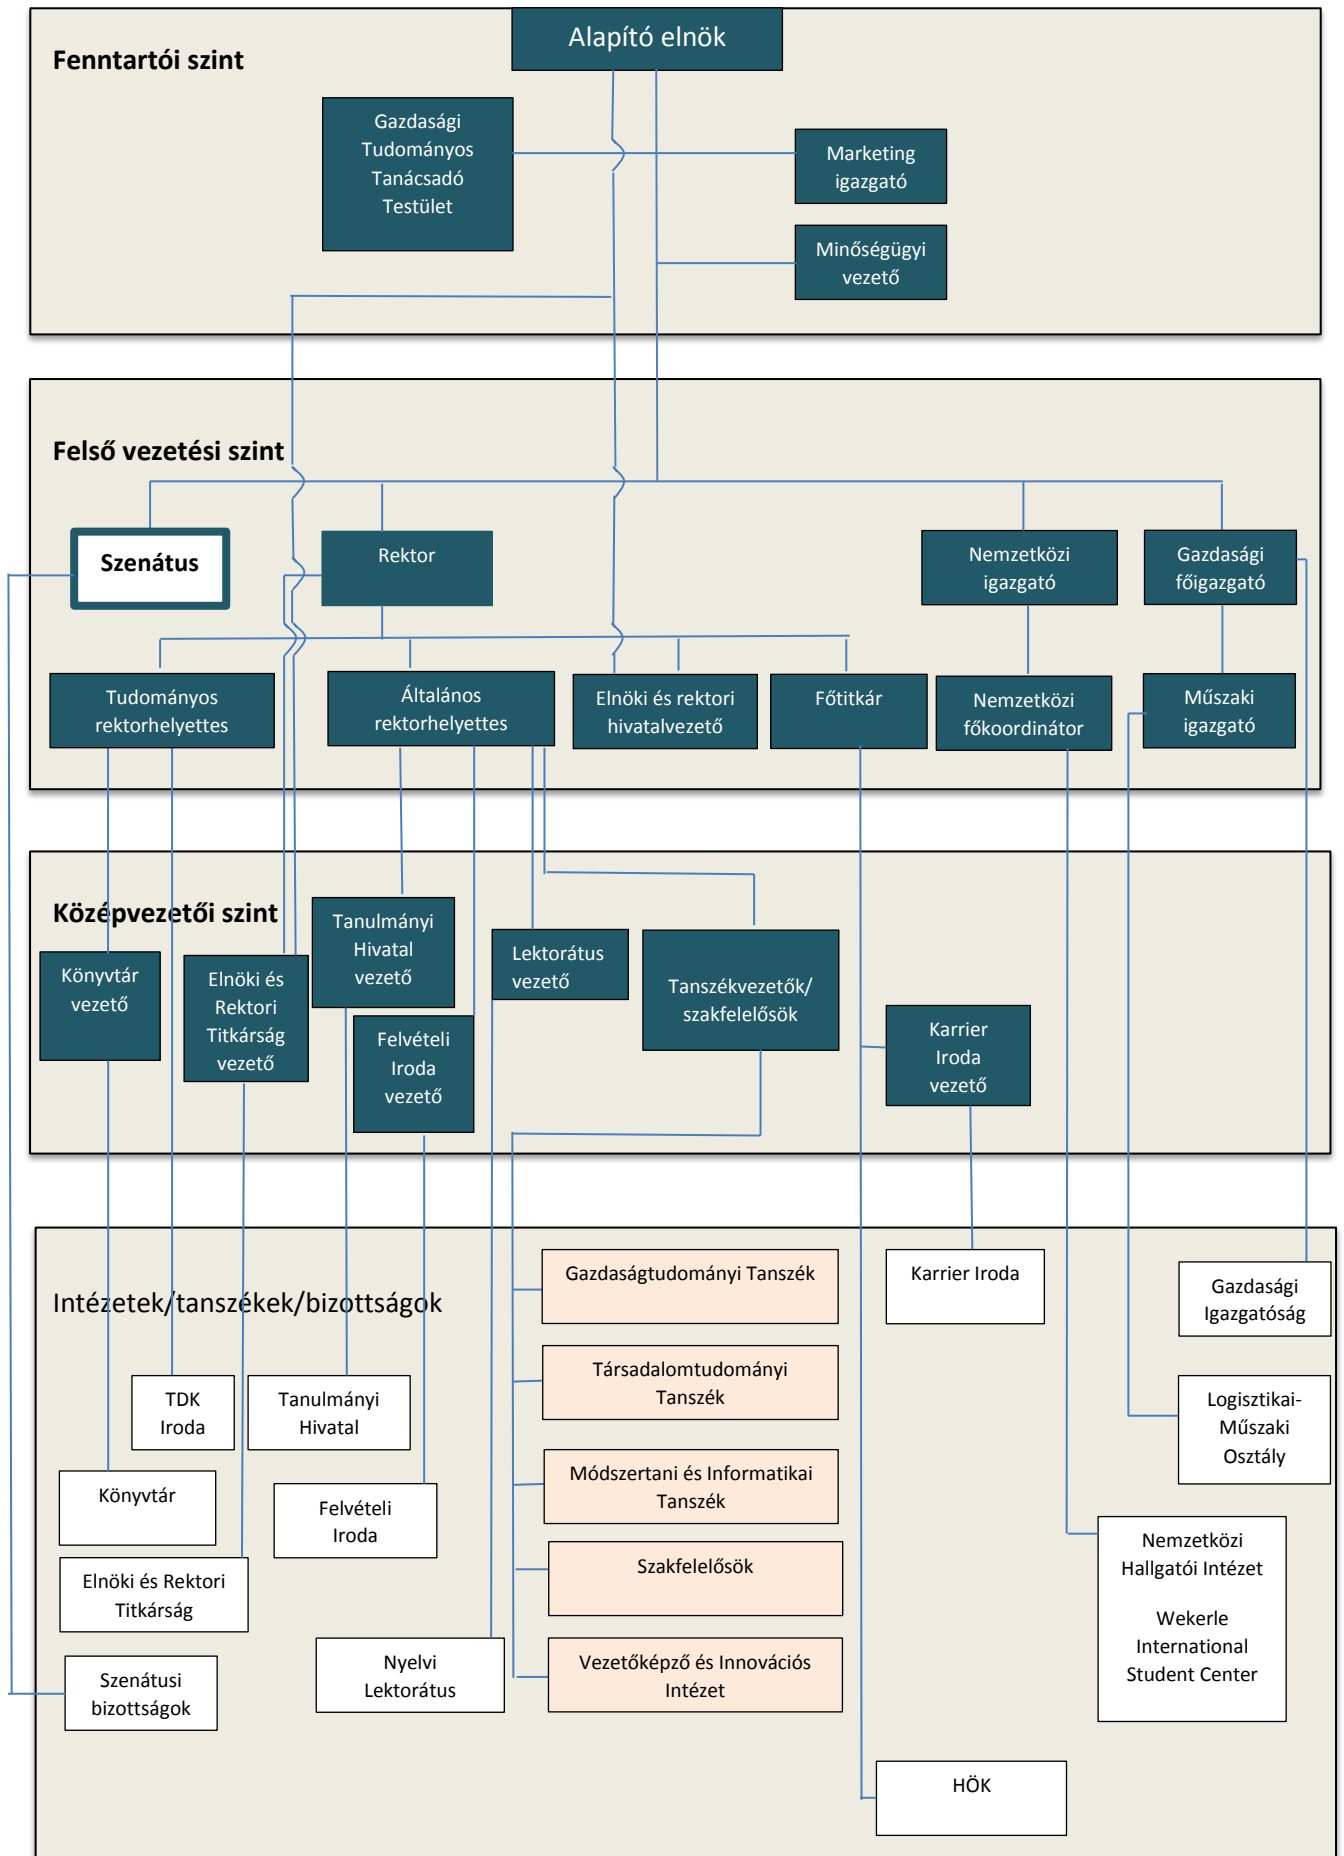 Alapító elnök
Fenntartói szint
Gazdasági
Tudományos
Tanácsadó
Testület
Marketing
igazgató
Minőségügyi
vezető
Felső vezetési szint
Szenátus
Rektor
Nemzetközi
igazgató
Gazdasági
főigazgató
Tudományos
rektorhelyettes
Általános
rektorhelyettes
Elnöki és rektori
hivatalvezető
Főtitkár
Nemzetközi
főkoordinátor
Műszaki
igazgató
Középvezetői szint
Könyvtár
vezető
Elnöki és
Rektori
Titkárság
vezető
Tanulmányi
Hivatal
vezető
Felvételi
Iroda
vezető
Lektorátus
vezető
Tanszékvezetők/
szakfelelősök
Karrier
Iroda
vezető
Intézetek/tanszékek/bizottságok
Gazdaságtudományi Tanszék
Karrier Iroda
Gazdasági
Igazgatóság
Társadalomtudományi
Tanszék
TDK
Iroda
Tanulmányi
Hivatal
Logisztikai-
Műszaki
Osztály
Könyvtár
Felvételi
Iroda
Módszertani és Informatikai
Tanszék
Nemzetközi
Hallgatói Intézet
Wekerle
International
Student Center
Elnöki és Rektori
Titkárság
Szakfelelősök
Szenátusi
bizottságok
Nyelvi
Lektorátus
Vezetőképző és Innovációs
Intézet
HÖK